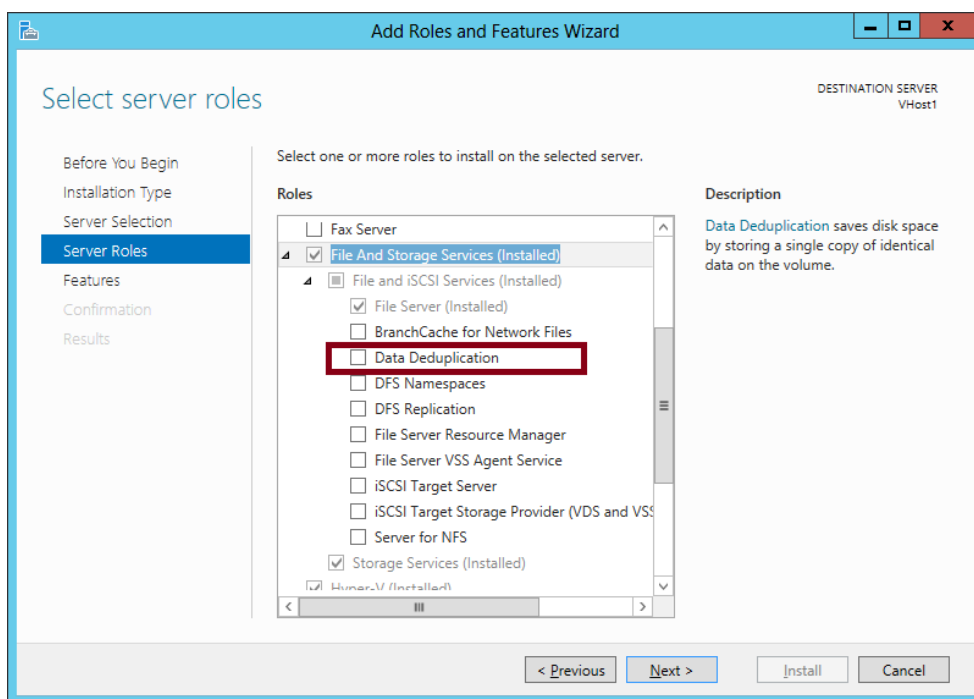 Add Roles and Features Wizard
Select server roles
DESTINATION SERVER
VHost1
Before You Begin
Installation Type
Server Selection
Server Roles
Features
Confirmation
Results
Select one or more roles to install on the selected server.
Roles
Fax Server
File And Storage Services (Installed)
File and iSCSI Services (Installed)
File Server (Installed)
BranchCache for Network Files
Data Deduplication
DFS Namespaces
DFS Replication
File Server Resource Manager
File Server VSS Agent Service
iSCSI Target Server
iSCSI Target Storage Provider (VDS and VSS
Server for NFS
Storage Services (Installed)
Hyper-V (Installed)
Description
Data Deduplication saves disk space
by storing a single copy of identical
data on the volume.
< Previous
Next >
Install
Cancel